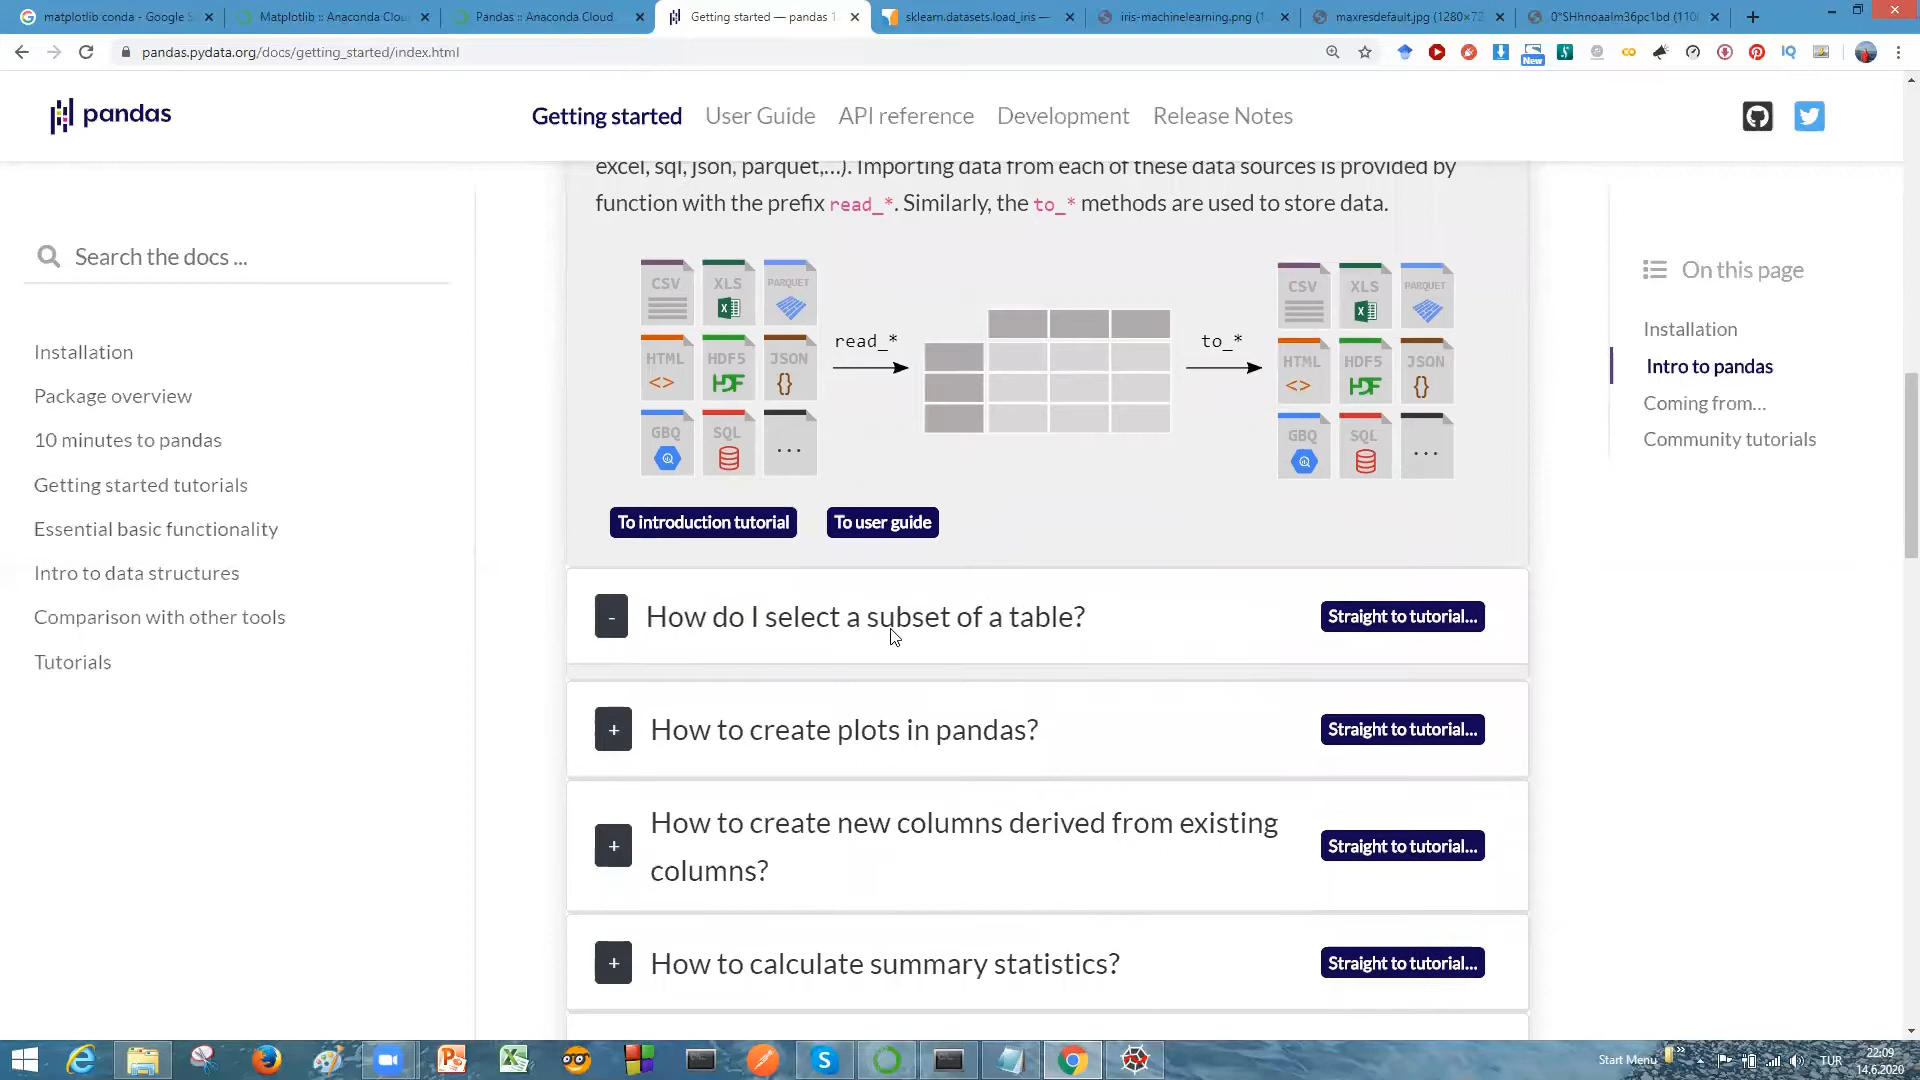 matplotlib conda - Google S
Matplotlib :: Anaconda Clou
Pandas :: Anaconda Cloud
Getting started — pandas 1
sklearn.datasets.load_iris —
iris-machinelearning.png (1
maxresdefault.jpg (1280×72
0*SHhnoaalm36pc1bd (110
pandas.pydata.org/docs/getting_started/index.html
New
IQ
pandas
Getting started
User Guide
API reference
Development
Release Notes
excel, sql, json, parquet,…). Importing data from each of these data sources is provided by
function with the prefix read_*. Similarly, the to_* methods are used to store data.
Search the docs ...
Installation
Package overview
10 minutes to pandas
Getting started tutorials
Essential basic functionality
Intro to data structures
Comparison with other tools
Tutorials
CSV XLS PARQUET
HTML HDF5 JSON
<> HDF {}
GBQ SQL ...
read_*
to_*
CSV XLS PARQUET
HTML HDF5 JSON
<> HDF {}
GBQ SQL ...
To introduction tutorial
To user guide
- How do I select a subset of a table?
Straight to tutorial...
+ How to create plots in pandas?
Straight to tutorial...
+ How to create new columns derived from existing
columns?
Straight to tutorial...
+ How to calculate summary statistics?
Straight to tutorial...
On this page
Installation
Intro to pandas
Coming from…
Community tutorials
Start Menu
TUR
22:09
14.6.2020